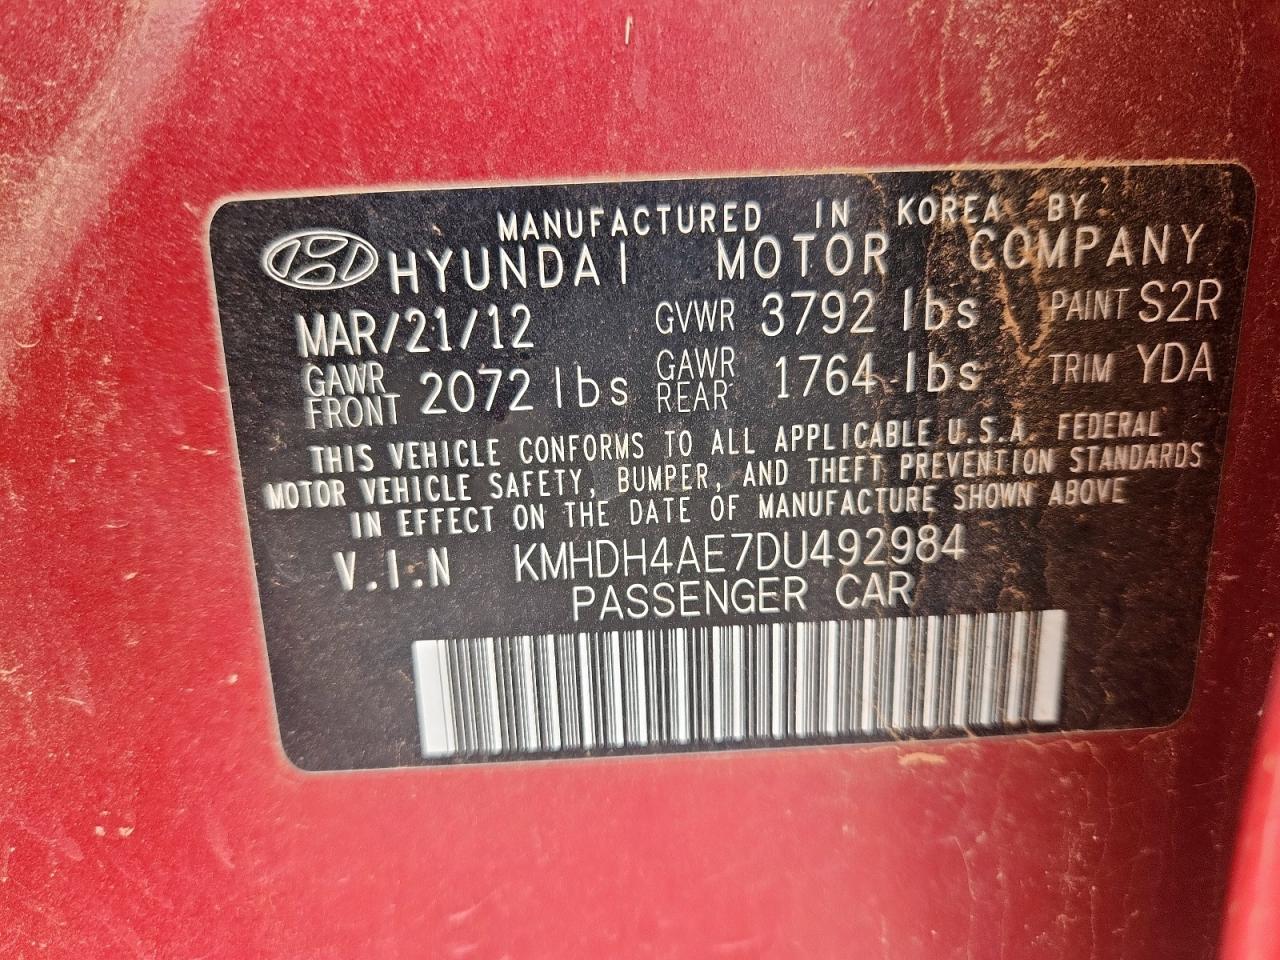 MANUFACTURED IN KOREA BY
HYUNDAI MOTOR COMPANY
MAR/21/12 GVWR 3792 lbs PAINT S2R
GAWR FRONT 2072 lbs GAWR REAR 1764 lbs TRIM YDA
THIS VEHICLE CONFORMS TO ALL APPLICABLE U.S.A. FEDERAL
MOTOR VEHICLE SAFETY, BUMPER, AND THEFT PREVENTION STANDARDS
IN EFFECT ON THE DATE OF MANUFACTURE SHOWN ABOVE
V.I.N KMHDH4AE7DU492984
PASSENGER CAR